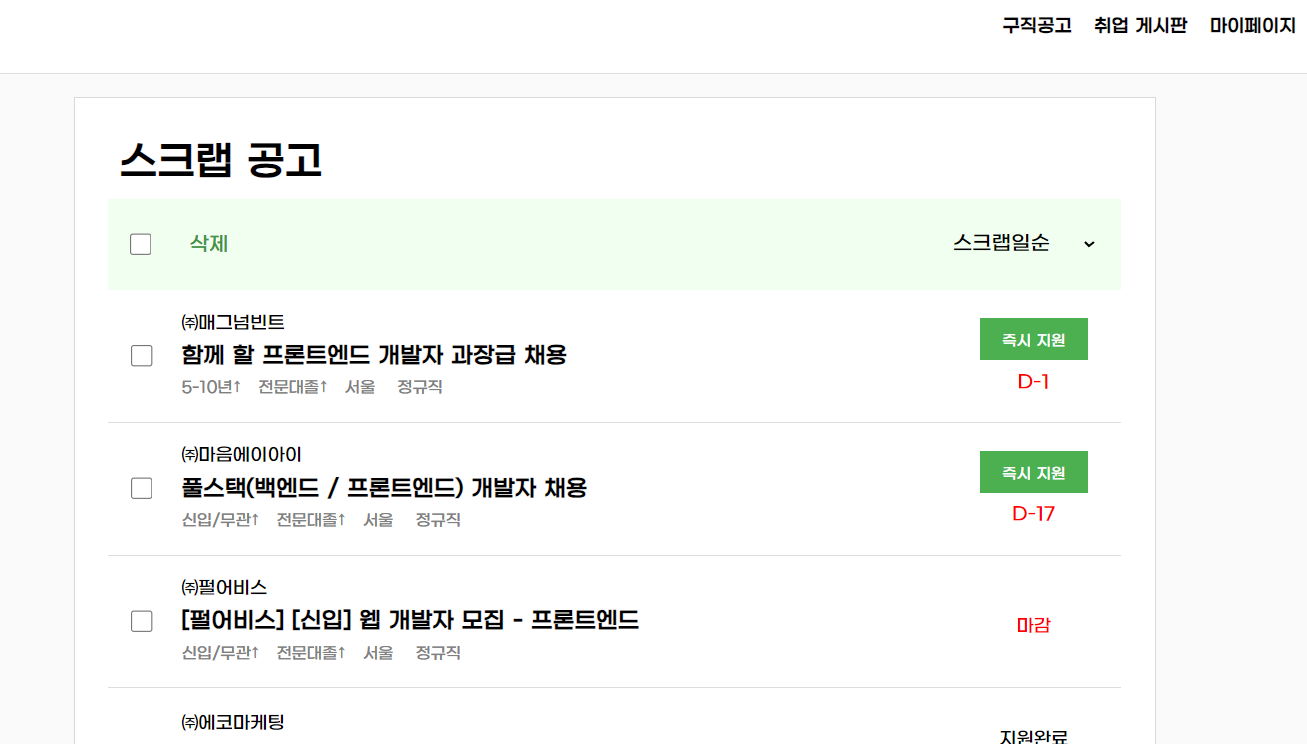 구직공고 취업 게시판 마이페이지
스크랩 공고
삭제 스크랩일순
㈜매그넘빈트
함께 할 프론트엔드 개발자 과장급 채용
즉시 지원
5-10년↑ 전문대졸↑ 서울 정규직
D-1
㈜마음에이아이
풀스택(백엔드 / 프론트엔드) 개발자 채용
즉시 지원
신입/무관↑ 전문대졸↑ 서울 정규직
D-17
㈜펄어비스
[펄어비스] [신입] 웹 개발자 모집 - 프론트엔드
마감
신입/무관↑ 전문대졸↑ 서울 정규직
㈜에코마케팅
지원완료